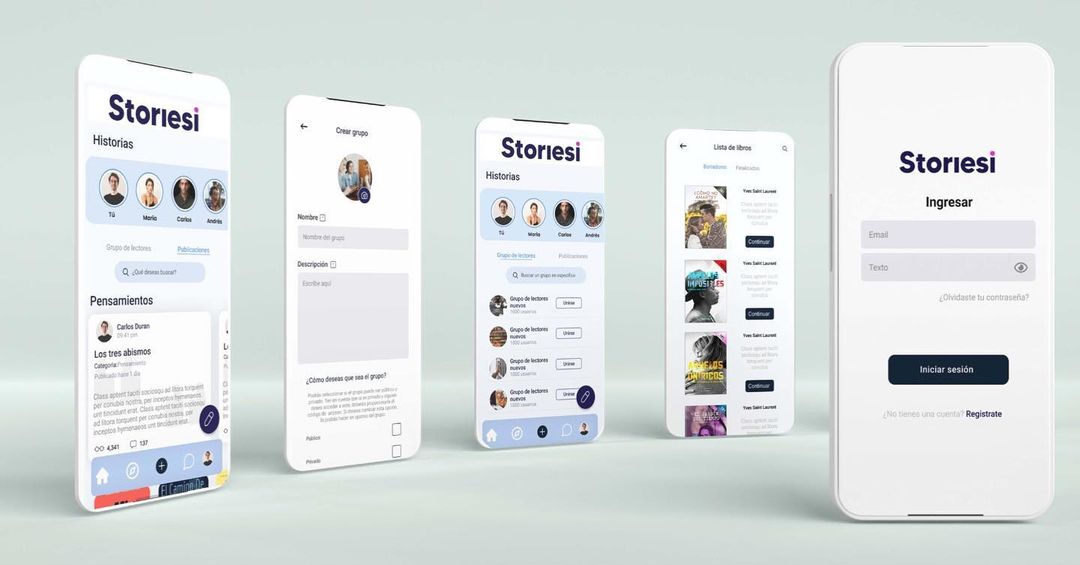 Storiesi
Historias
Tú
María
Carlos
Andrés
Grupo de lectores
Publicaciones
¿Qué deseas buscar?
Pensamientos
Carlos Duran
09:41 pm
Los tres abismos
Categoría: Pensamiento
Publicado hace 1 día
Class aptent taciti sociosqu ad litora torquent
per conubia nostra, per inceptos hymenaeos
um tincidunt erat. Class aptent taciti sociosqu
ad litora torquent per conubia nostra, per
inceptos hymenaeos um tincidunt erat.
4,341
137
El Camino De
Crear grupo
Nombre
Nombre del grupo
Descripción
Escribe aquí
¿Cómo deseas que sea el grupo?
Público
Privado
Storiesi
Historias
Tú
María
Carlos
Andrés
Grupo de lectores
Publicaciones
Buscar un grupo en específico
Grupo de lectores
nuevos
1000 usuarios
Unirse
Grupo de lectores
nuevos
1000 usuarios
Unirse
Grupo de lectores
nuevos
1000 usuarios
Unirse
Grupo de lectores
nuevos
1000 usuarios
Unirse
Lista de libros
Borradores
Finalizados
¿CÓMO NO
AMARTE?
Yves Saint Laurent
Class aptent taciti
sociosqu ad litora
torquent per
conubia
Continuar
IMPOSIBLES
Yves Saint Laurent
Class aptent taciti
sociosqu ad litora
torquent per
conubia
Continuar
ONÍRICOS
Yves Saint Laurent
Class aptent taciti
sociosqu ad litora
torquent per
conubia
Continuar
Yves Saint Laurent
Class aptent taciti
sociosqu ad litora
Storiesi
Ingresar
Email
Texto
¿Olvidaste tu contraseña?
Iniciar sesión
¿No tienes una cuenta? Registrate